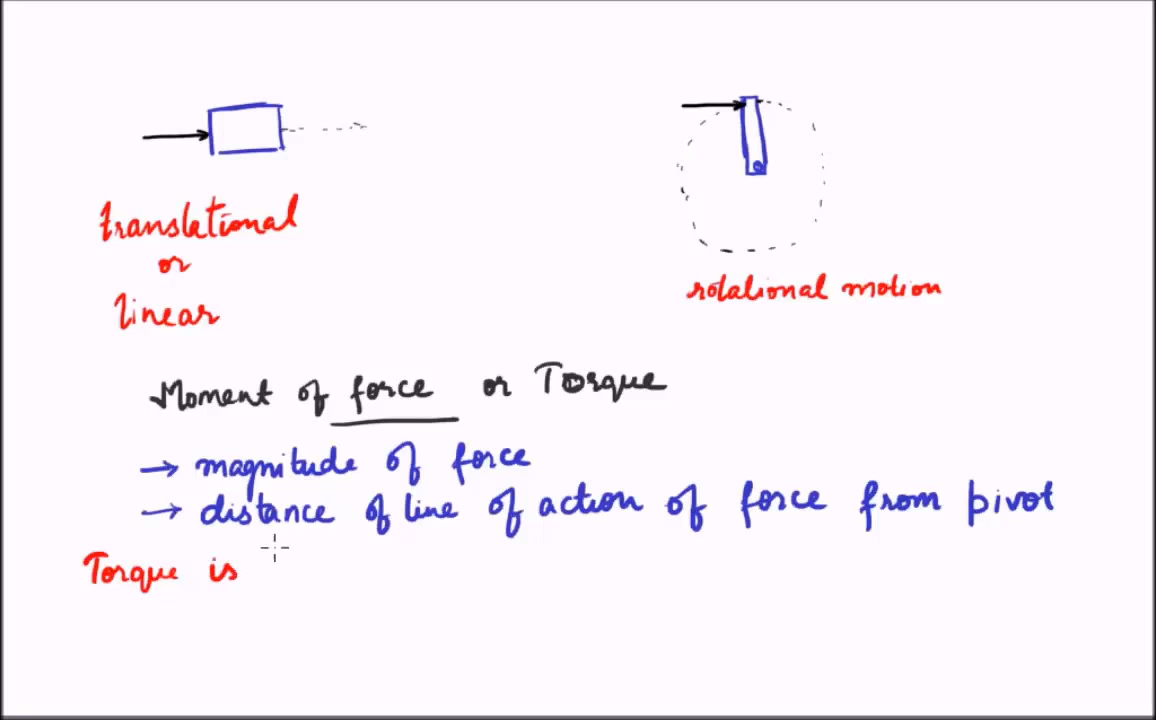 translational
or
linear
rotational motion
Moment of force or Torque
→ magnitude of force
→ distance of line of action of force from pivot
Torque is